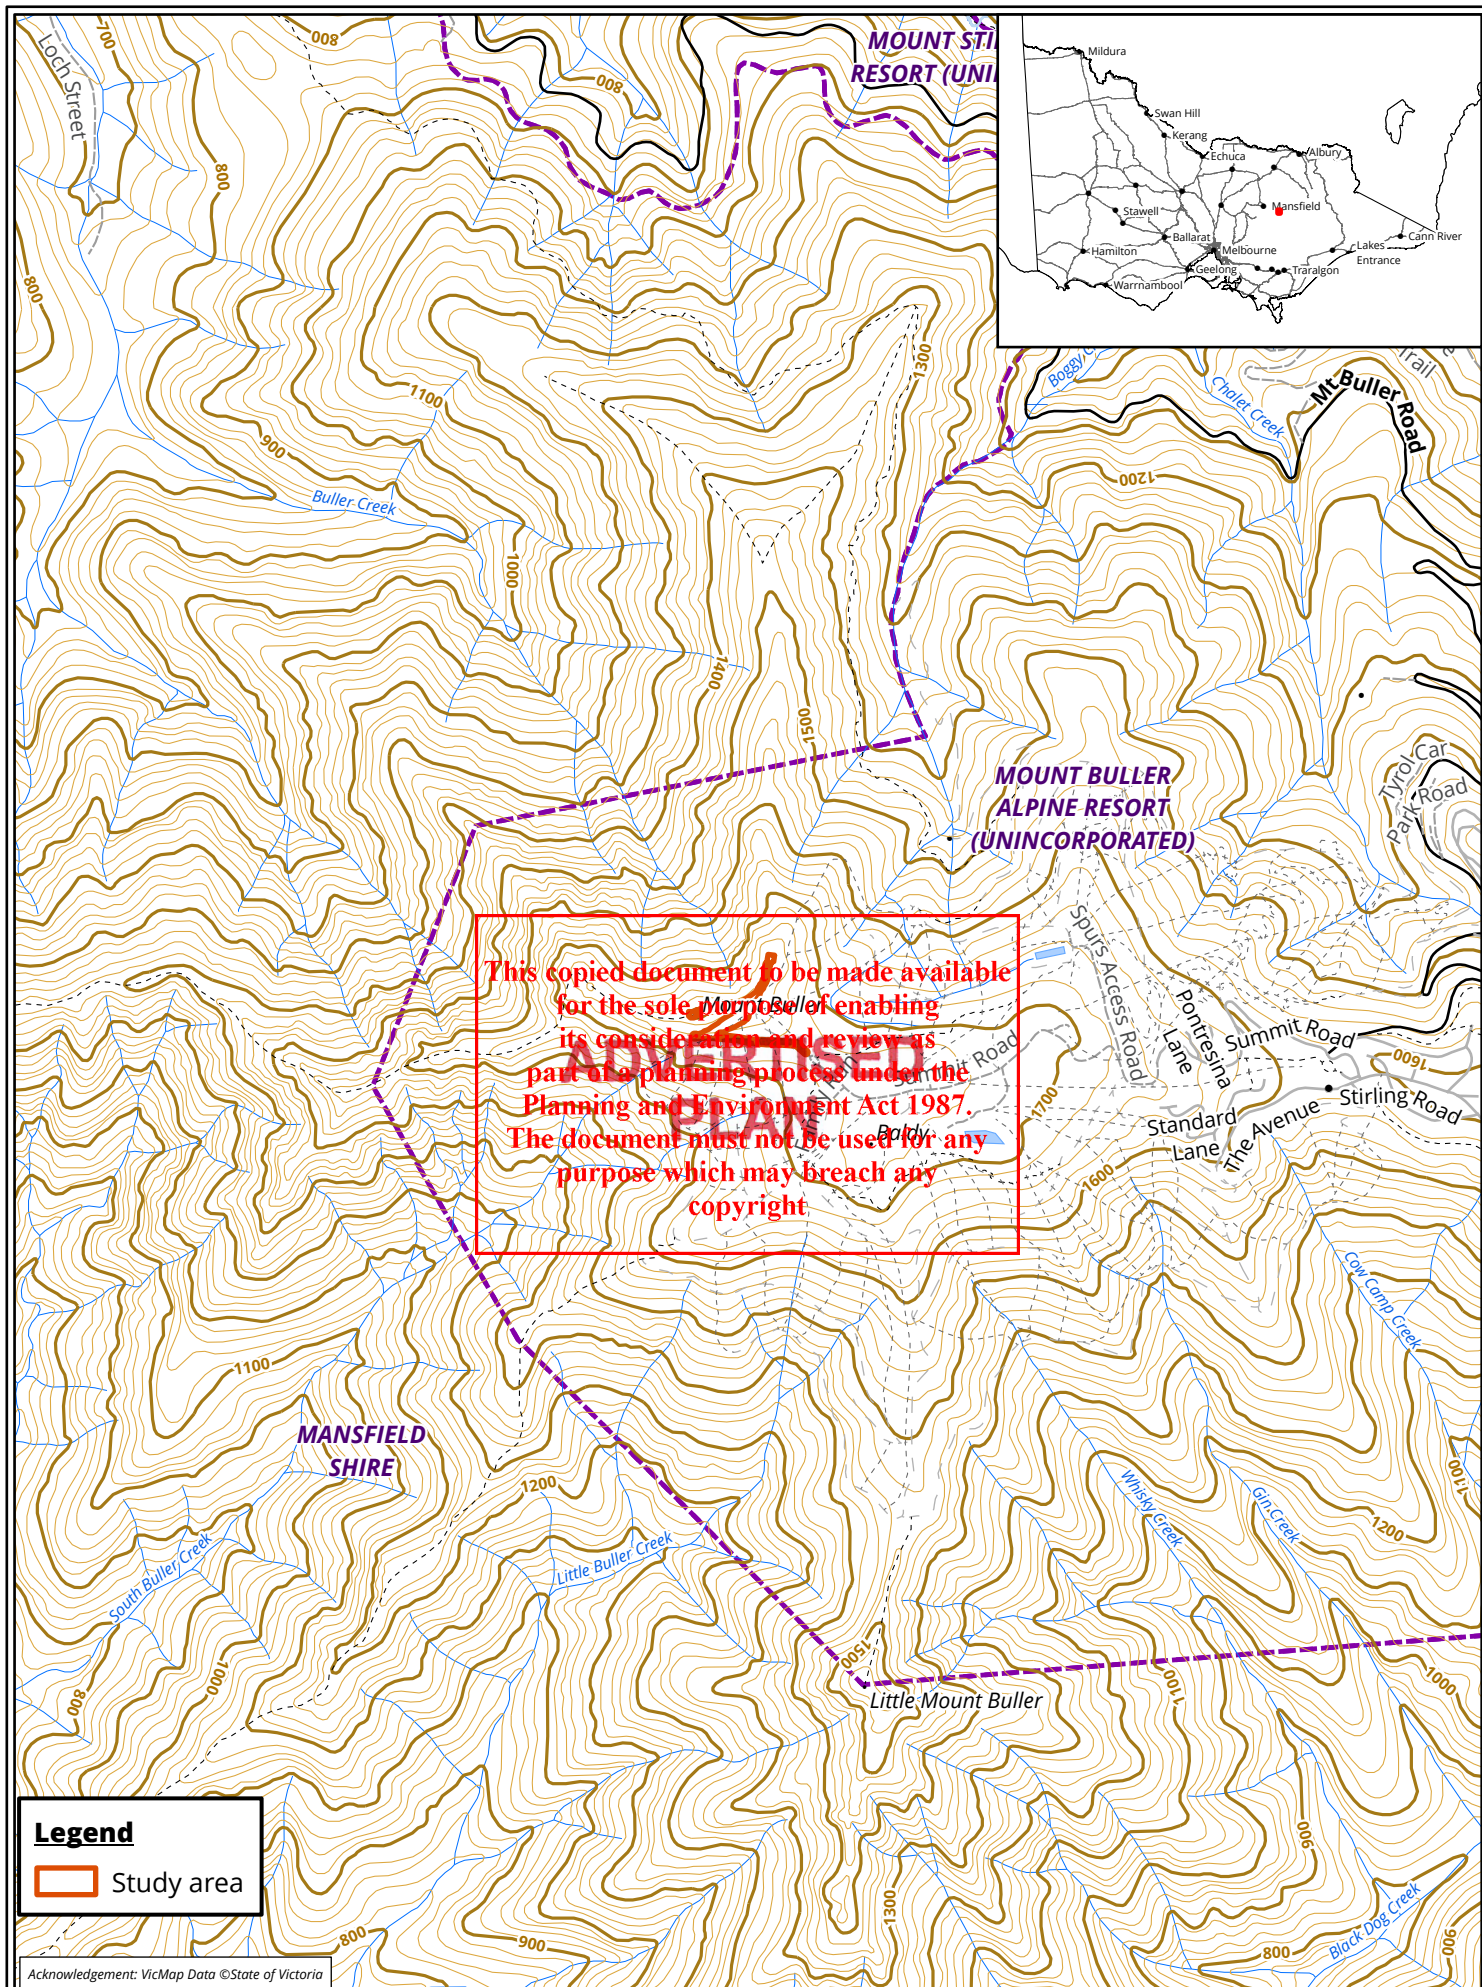 Loch Street
700
800
800
800
800
MOUNT STI
RESORT (UNI
Mildura
Swan Hill
Kerang
Echuca
Albury
Stawell
Mansfield
Ballarat
Hamilton
Melbourne
Geelong
Traralgon
Warrnambool
Lakes
Entrance
Cann River
Boggy C
Chalet Creek
Trail
Mt Buller Road
1300
1100
900
Buller Creek
1000
1200
1400
1500
MOUNT BULLER
ALPINE RESORT
(UNINCORPORATED)
Tyrol Car
Park Road
Spurs Access Road
Pontresina
Lane
Summit Road
1600
Stirling Road
Standard
Lane
The Avenue
1700
1600
Mount Buller
Summit Road
Baldy
ADVERTISED
PLAN
This copied document to be made available
for the sole purpose of enabling
its consideration and review as
part of a planning process under the
Planning and Environment Act 1987.
The document must not be used for any
purpose which may breach any
copyright
Cow Camp Creek
1100
MANSFIELD
SHIRE
1200
Whisky Creek
Gin Creek
1100
1200
South Buller Creek
Little Buller Creek
1000
800
1500
Little Mount Buller
1100
1000
900
1300
800
900
800
Black Dog Creek
900
Legend
Study area
Acknowledgement: VicMap Data ©State of Victoria